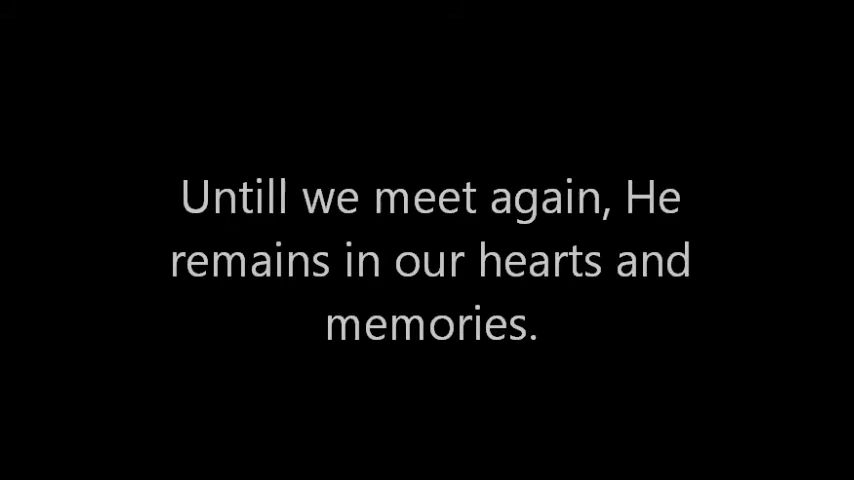 Untill we meet again, He
remains in our hearts and
memories.